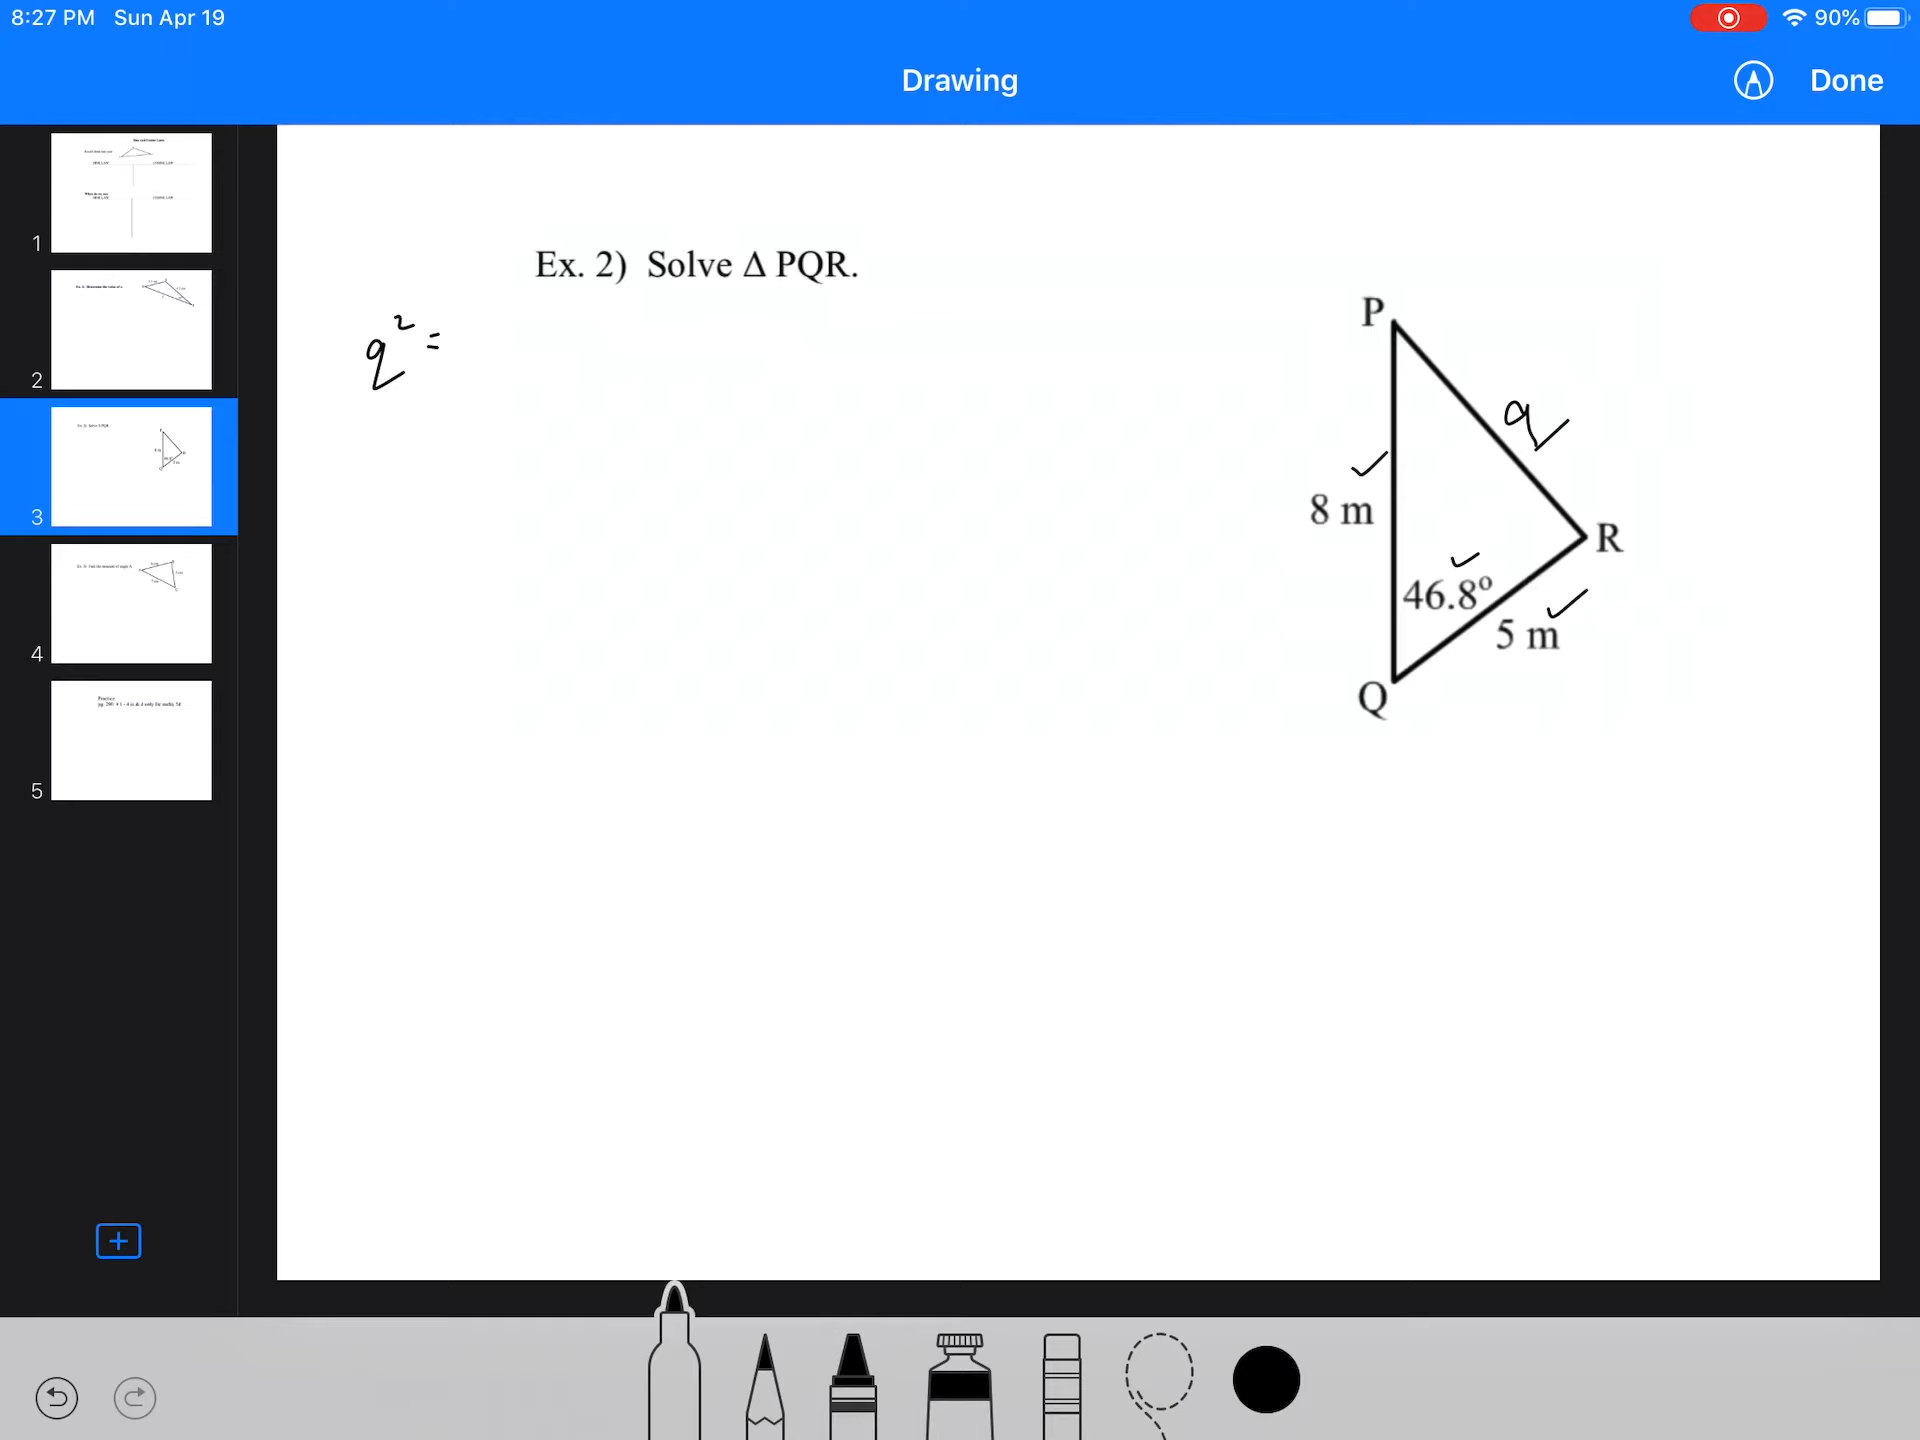 8:27 PM Sun Apr 19
90%
Drawing
Done
1
2
3
4
5
Ex. 2) Solve Δ PQR.
q² =
P
q
8 m
R
46.8°
5 m
Q